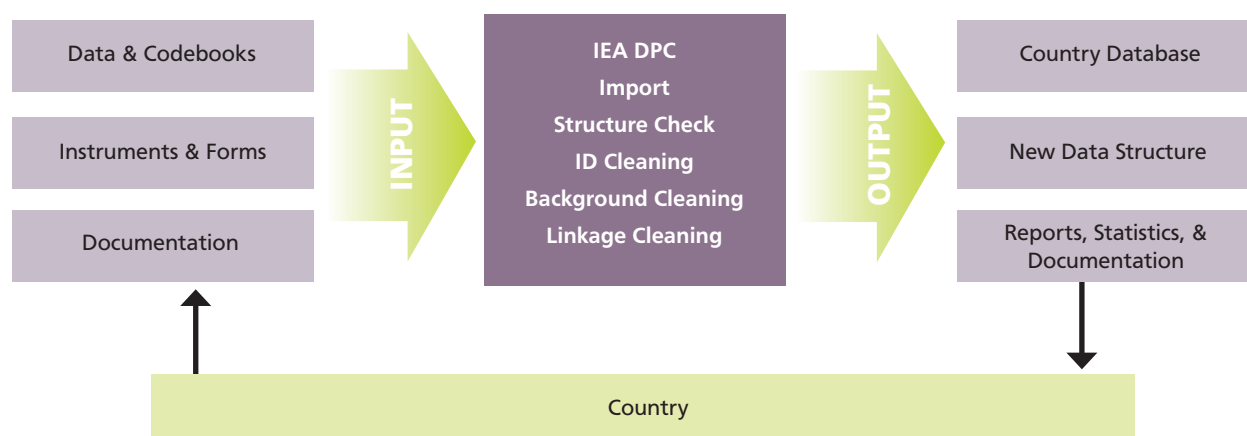 Data & Codebooks
Instruments & Forms
Documentation
INPUT
IEA DPC
Import
Structure Check
ID Cleaning
Background Cleaning
Linkage Cleaning
OUTPUT
Country Database
New Data Structure
Reports, Statistics, &
Documentation
Country